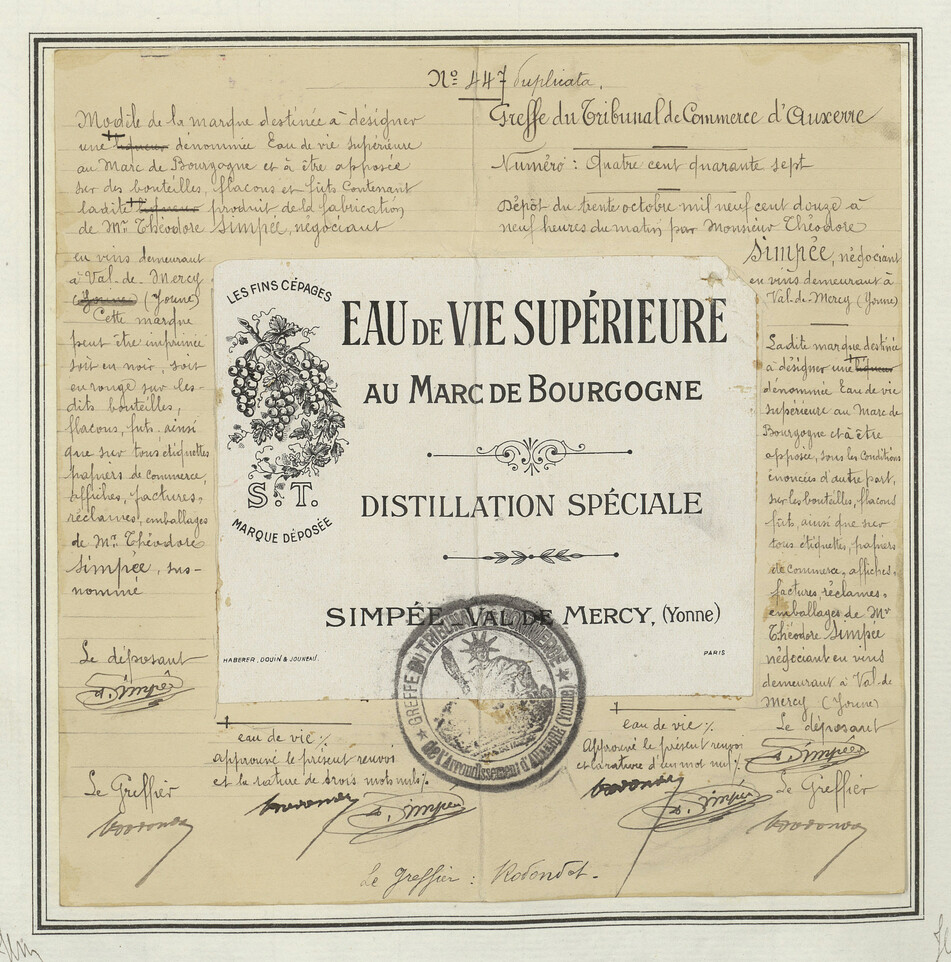 No 447 duplicata.
Modèle de la marque destinée à désigner
une liqueur dénommée Eau de vie supérieure
au Marc de Bourgogne et à être apposée
sur des bouteilles, flacons et fûts contenant
ladite liqueur produit de la fabrication
de Mr Théodore Simpée, négociant
en vins demeurant
à Val-de-Mercy
(Yonne) (Yonne)
Cette marque
peut être imprimée
soit en noir, soit
en rouge sur les-
dits bouteilles,
flacons, fûts, ainsi
que sur tous étiquettes
papiers de commerce,
affiches, factures,
réclames, emballages
de Mr Théodore
Simpée, sus-
nommé
Le déposant
T. Simpée
Greffe du Tribunal de Commerce d'Auxerre
Numéro : Quatre cent quarante sept
Dépôt du trente octobre mil neuf cent douze à
neuf heures du matin par Monsieur Théodore
Simpée, négociant
en vins demeurant à
Val-de-Mercy (Yonne)
Ladite marque destinée
à désigner une liqueur
dénommée Eau de vie
supérieure au Marc de
Bourgogne et à être
apposée, sous les conditions
énoncées d'autre part,
sur les bouteilles, flacons
fûts, ainsi que sur
tous étiquettes, papiers
de commerce, affiches,
factures, réclames,
emballages de Mr
Théodore Simpée
négociant en vins
demeurant à Val-de-
Mercy (Yonne)
Le déposant
T. Simpée
LES FINS CÉPAGES
S. T.
MARQUE DÉPOSÉE
EAU DE VIE SUPÉRIEURE
AU MARC DE BOURGOGNE
DISTILLATION SPÉCIALE
SIMPÉE VAL DE MERCY, (Yonne)
HABERER, DOUIN & JOUNEAU.
PARIS
GREFFE DU TRIBUNAL DE COMMERCE
de l'Arrondissement d'AUXERRE (Yonne)
eau de vie
approuvé le présent renvoi
et la rature de trois mots nuls
T. Simpée
Le Greffier
eau de vie
Approuvé le présent renvoi
et la rature d'un mot nul
T. Simpée
Le Greffier
Le Greffier : Rodondot.